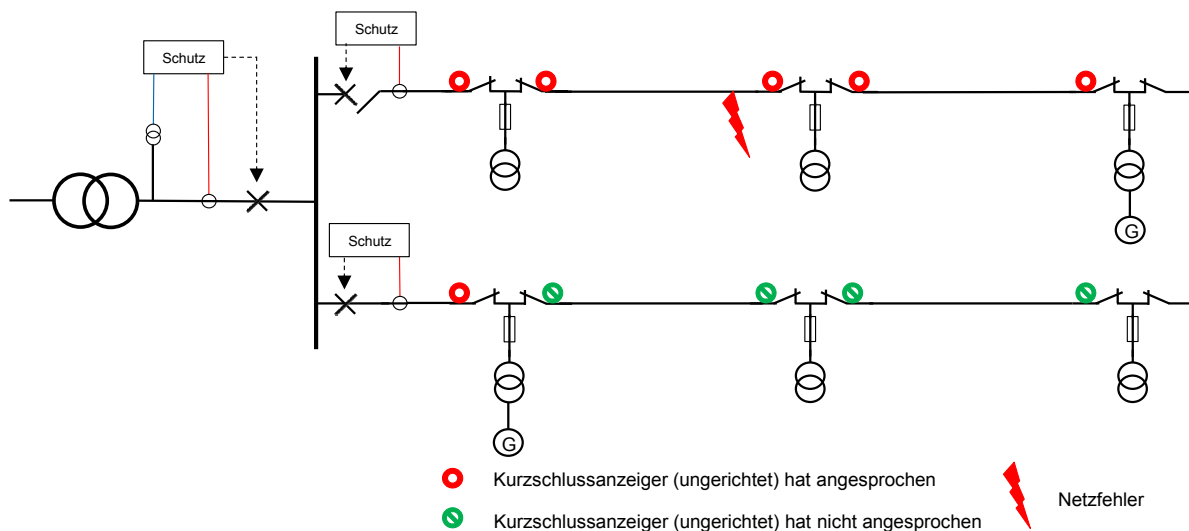 Schutz
Schutz
G
Schutz
G
Kurzschlussanzeiger (ungerichtet) hat angesprochen
Netzfehler
Kurzschlussanzeiger (ungerichtet) hat nicht angesprochen